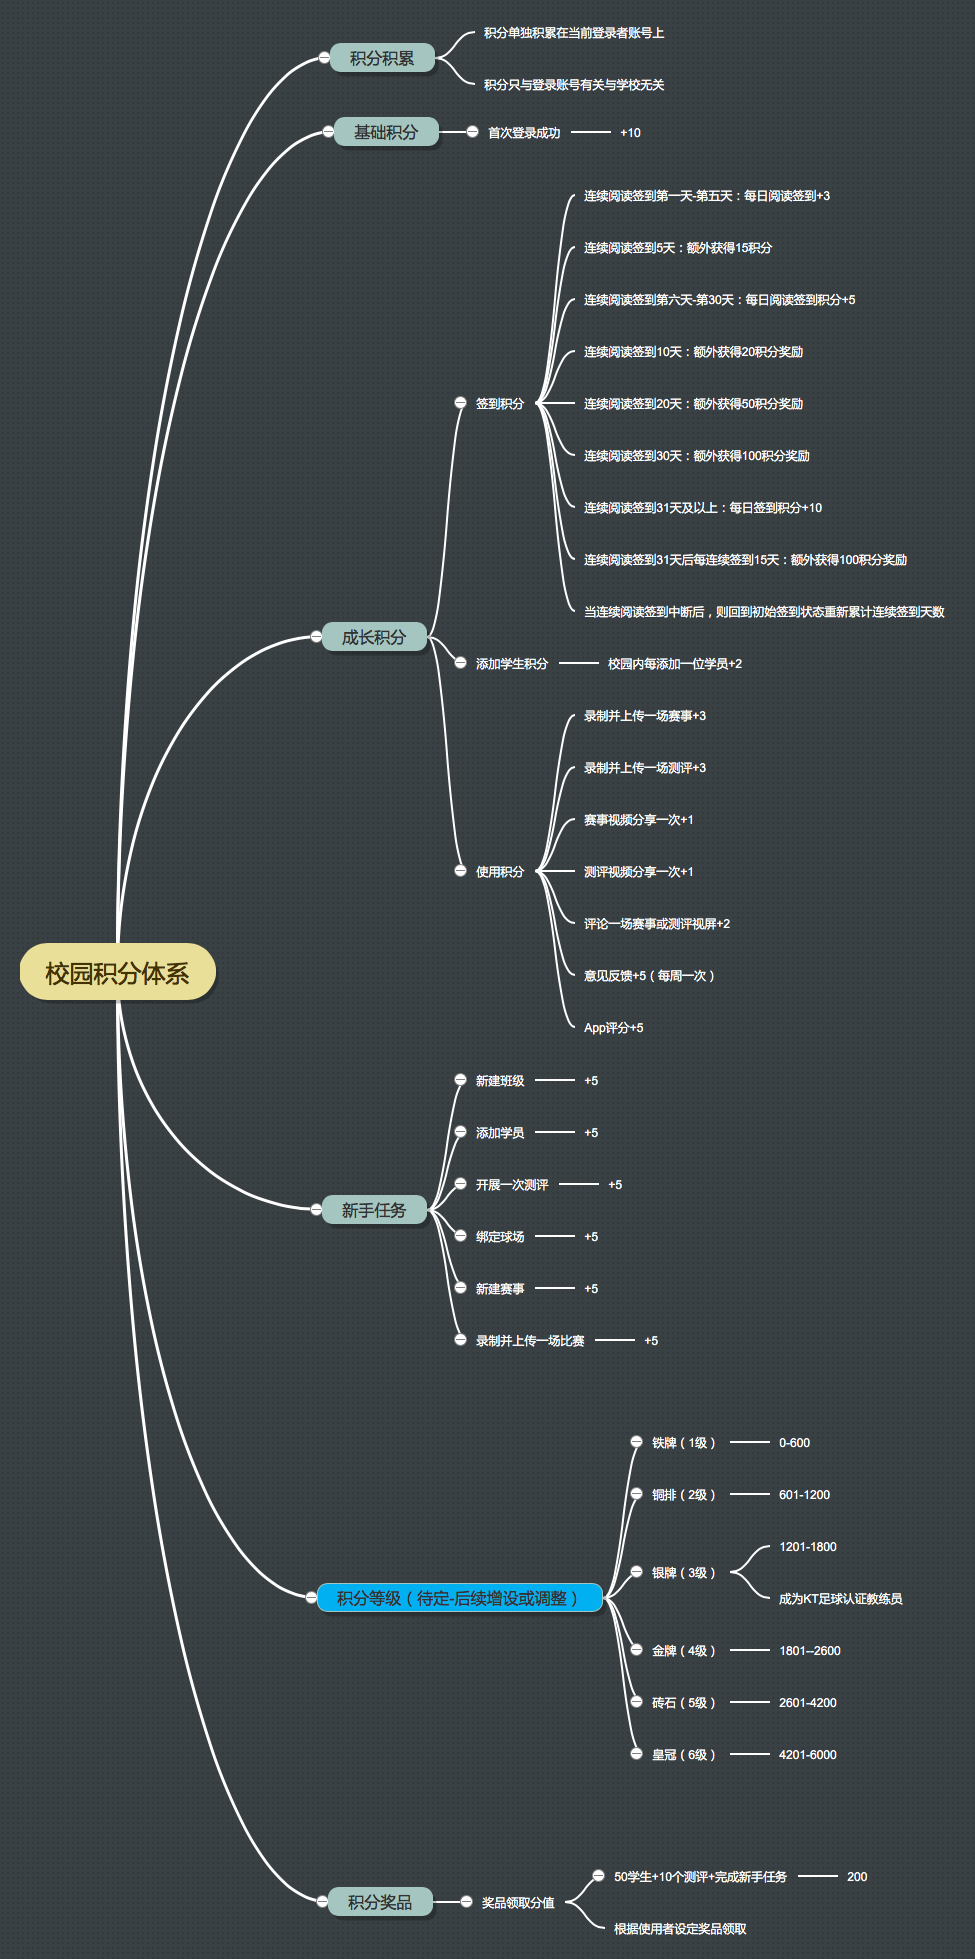 积分积累
积分单独积累在当前登录者账号上
积分只与登录账号有关与学校无关
基础积分
首次登录成功
+10
校园积分体系
成长积分
签到积分
连续阅读签到第一天-第五天：每日阅读签到+3
连续阅读签到5天：额外获得15积分
连续阅读签到第六天-第30天：每日阅读签到积分+5
连续阅读签到10天：额外获得20积分奖励
连续阅读签到20天：额外获得50积分奖励
连续阅读签到30天：额外获得100积分奖励
连续阅读签到31天及以上：每日签到积分+10
连续阅读签到31天后每连续签到15天：额外获得100积分奖励
当连续阅读签到中断后，则回到初始签到状态重新累计连续签到天数
添加学生积分
校园内每添加一位学员+2
使用积分
录制并上传一场赛事+3
录制并上传一场测评+3
赛事视频分享一次+1
测评视频分享一次+1
评论一场赛事或测评视屏+2
意见反馈+5（每周一次）
App评分+5
新手任务
新建班级
+5
添加学员
+5
开展一次测评
+5
绑定球场
+5
新建赛事
+5
录制并上传一场比赛
+5
积分等级（待定-后续增设或调整）
铁牌（1级）
0-600
铜排（2级）
601-1200
银牌（3级）
1201-1800
成为KT足球认证教练员
金牌（4级）
1801--2600
砖石（5级）
2601-4200
皇冠（6级）
4201-6000
积分奖品
奖品领取分值
50学生+10个测评+完成新手任务
200
根据使用者设定奖品领取